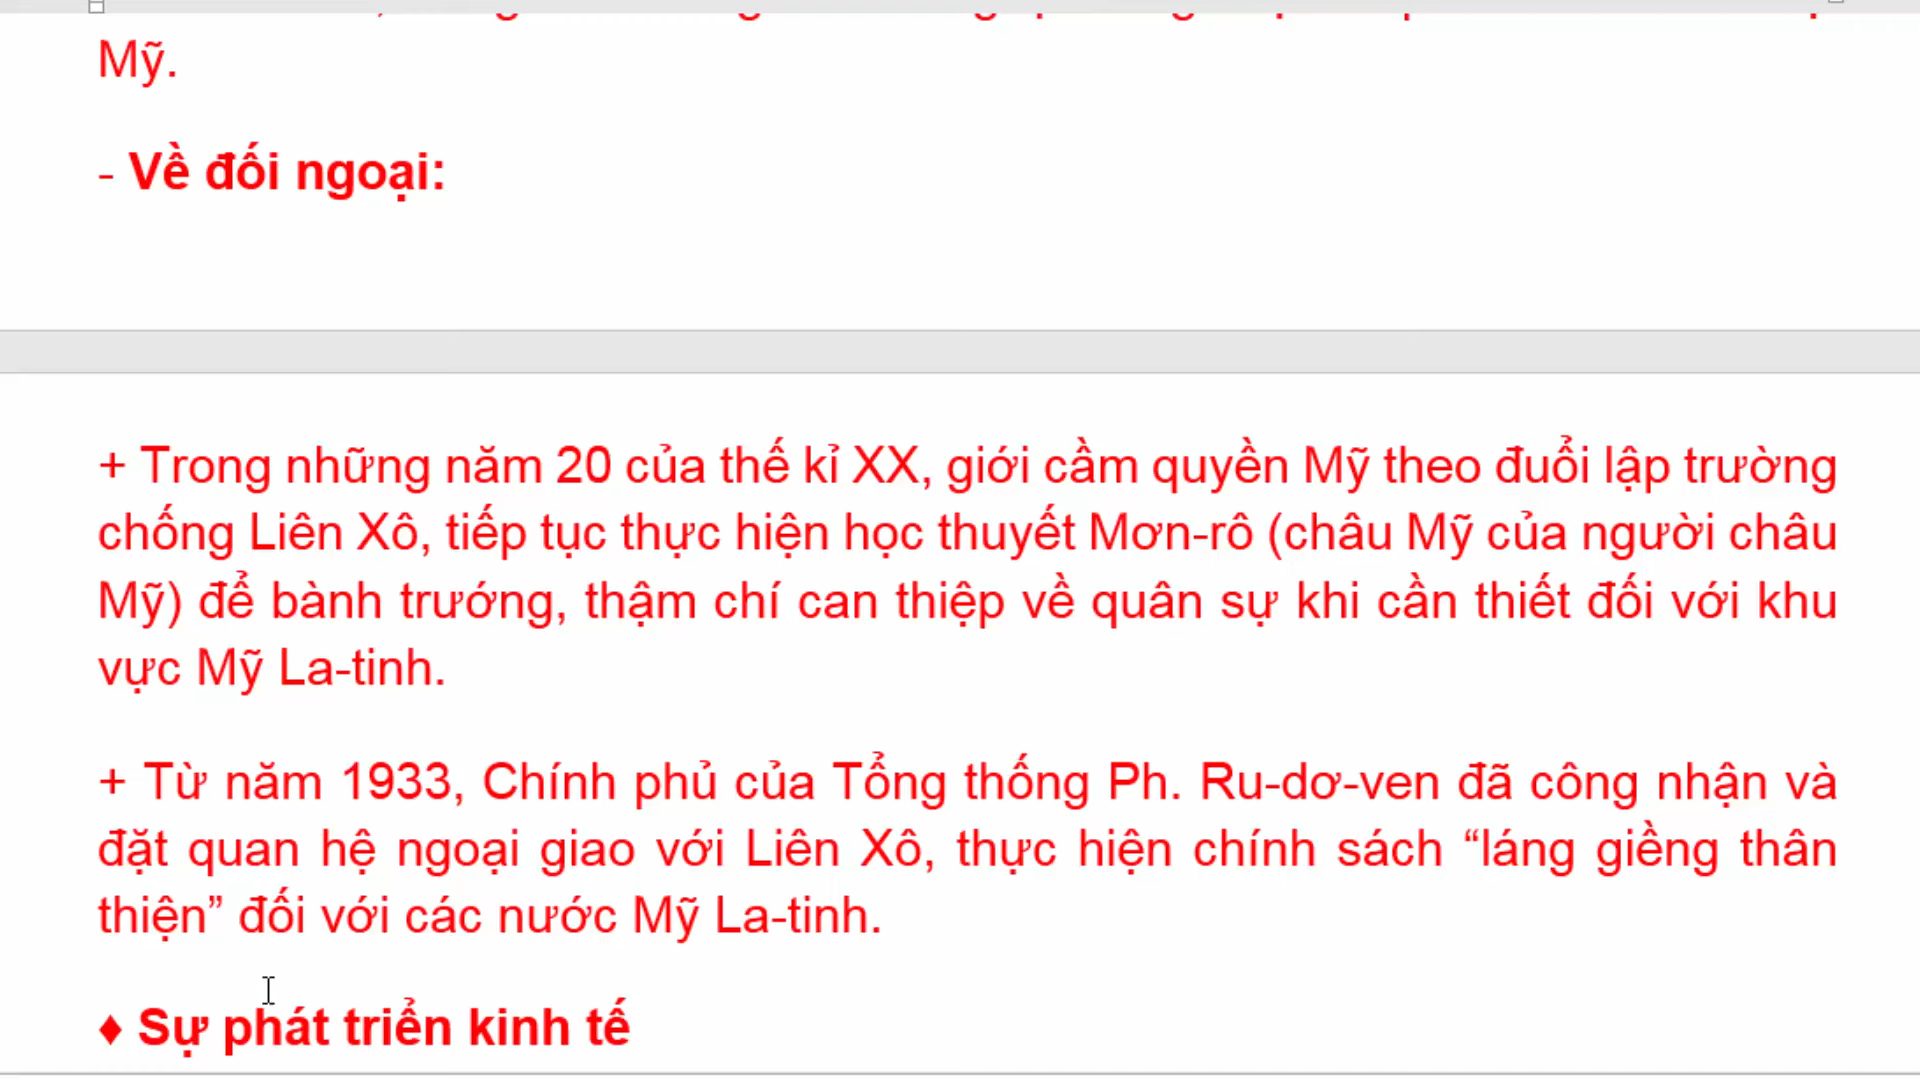 Mỹ.
- Về đối ngoại:
+ Trong những năm 20 của thế kỉ XX, giới cầm quyền Mỹ theo đuổi lập trường
chống Liên Xô, tiếp tục thực hiện học thuyết Mơn-rô (châu Mỹ của người châu
Mỹ) để bành trướng, thậm chí can thiệp về quân sự khi cần thiết đối với khu
vực Mỹ La-tinh.
+ Từ năm 1933, Chính phủ của Tổng thống Ph. Ru-dơ-ven đã công nhận và
đặt quan hệ ngoại giao với Liên Xô, thực hiện chính sách “láng giềng thân
thiện” đối với các nước Mỹ La-tinh.
♦ Sự phát triển kinh tế